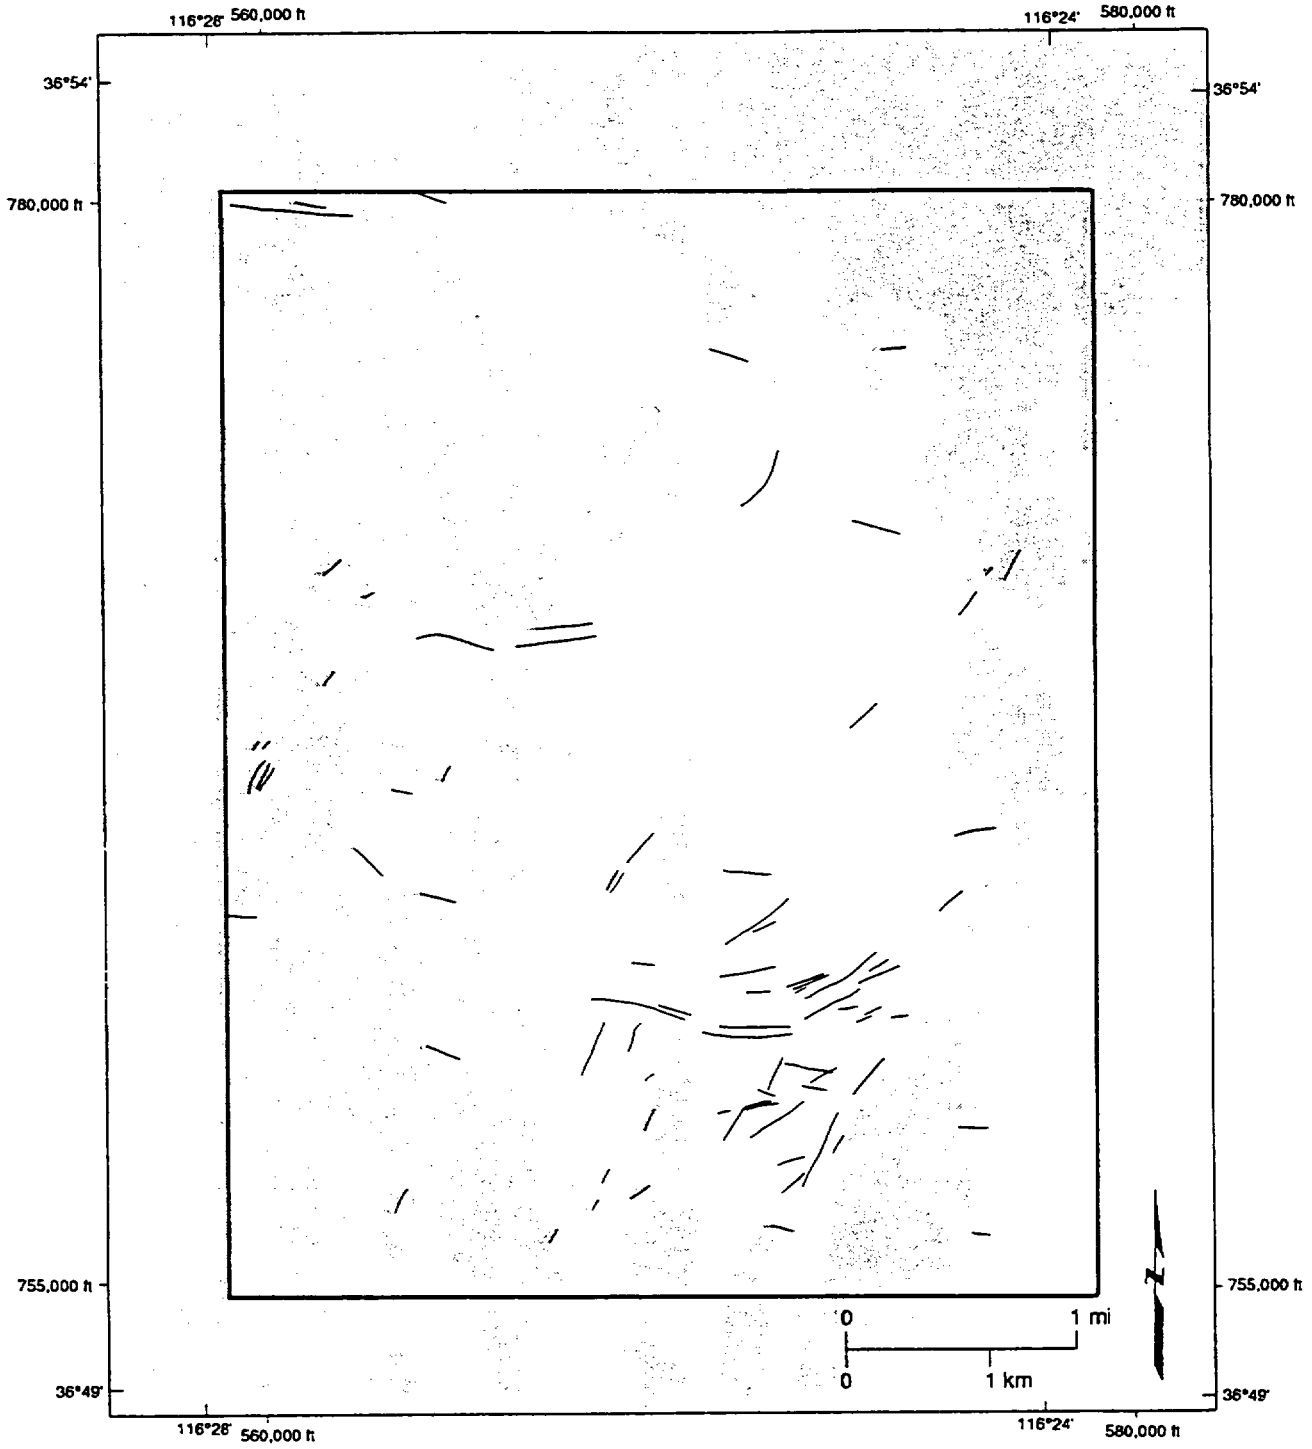 116°28' 560,000 ft 116°24' 580,000 ft
36°54' 36°54'
780,000 ft 780,000 ft
N
755,000 ft 755,000 ft
0 1 mi
0 1 km
36°49' 36°49'
116°28' 560,000 ft 116°24' 580,000 ft